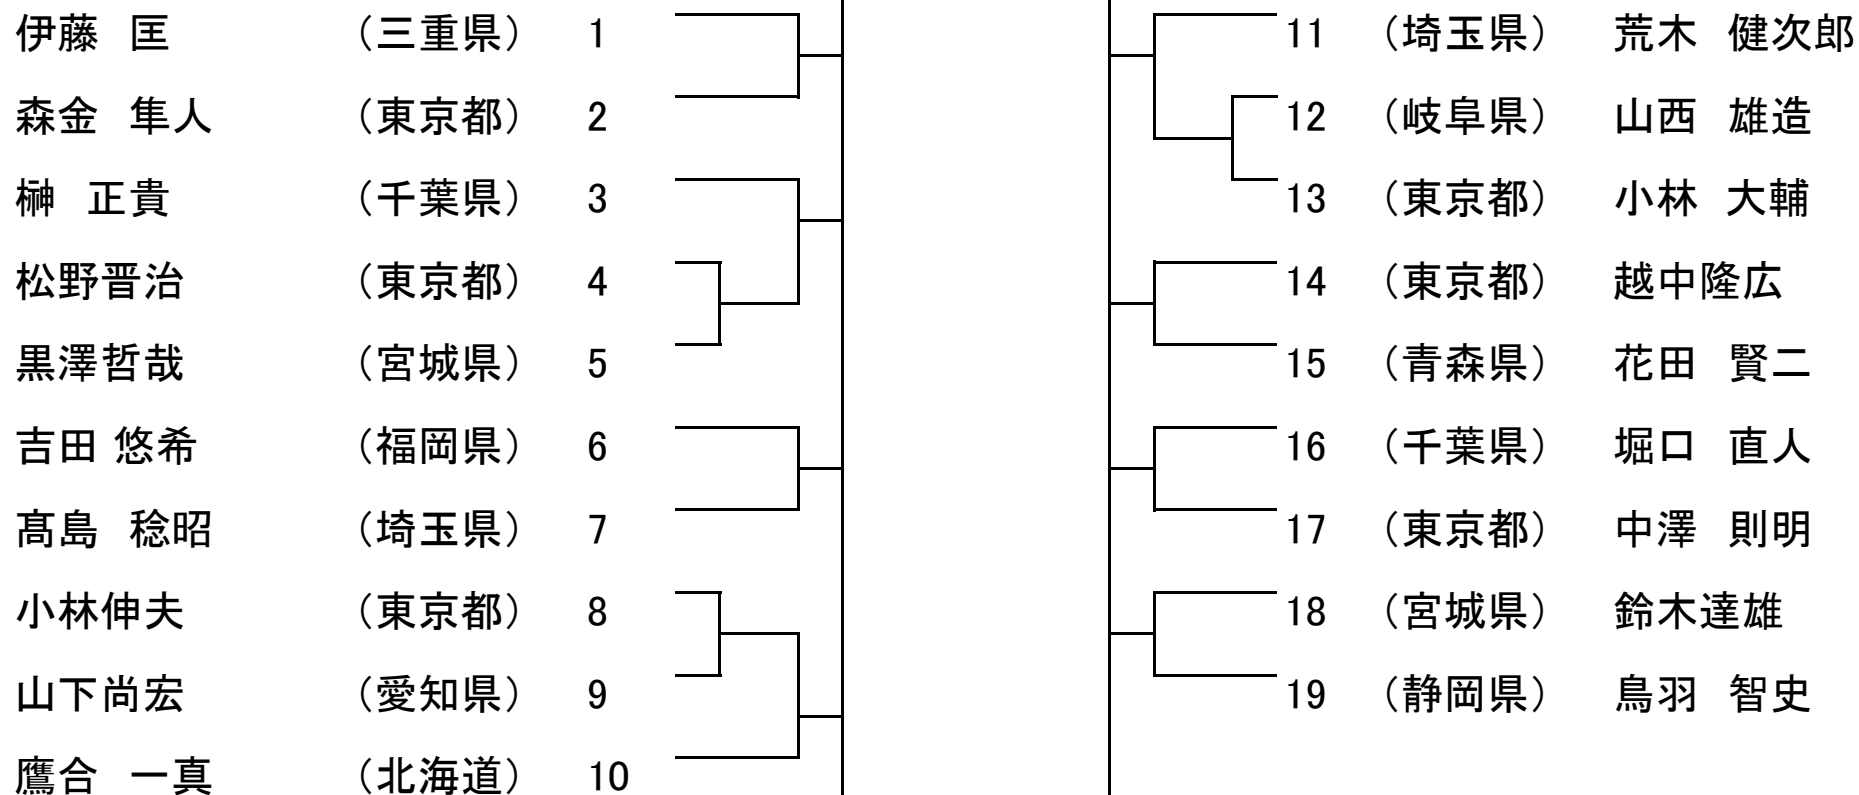 伊藤　匡 （三重県） 1
森金　隼人 （東京都） 2
榊　正貴 （千葉県） 3
松野晋治 （東京都） 4
黒澤哲哉 （宮城県） 5
吉田 悠希 （福岡県） 6
髙島　稔昭 （埼玉県） 7
小林伸夫 （東京都） 8
山下尚宏 （愛知県） 9
鷹合　一真 （北海道） 10
11 （埼玉県） 荒木　健次郎
12 （岐阜県） 山西　雄造
13 （東京都） 小林　大輔
14 （東京都） 越中隆広
15 （青森県） 花田　賢二
16 （千葉県） 堀口　直人
17 （東京都） 中澤　則明
18 （宮城県） 鈴木達雄
19 （静岡県） 鳥羽　智史